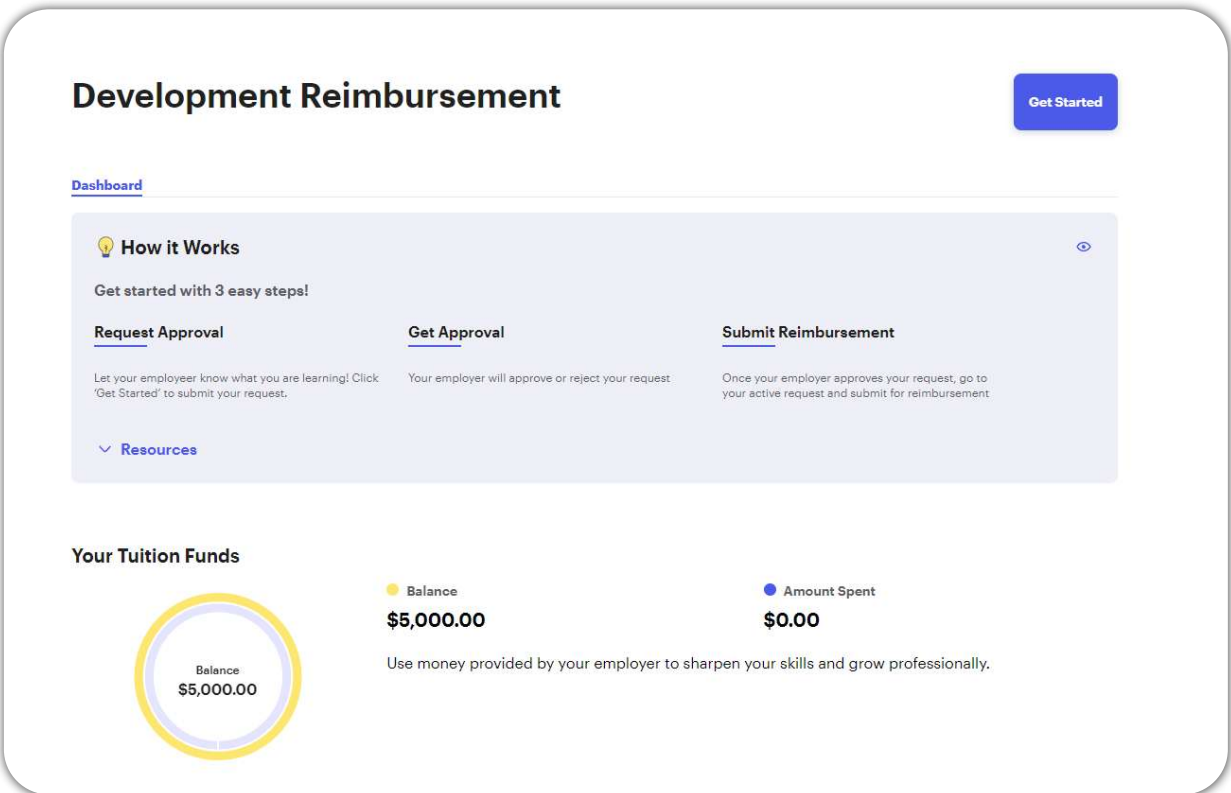 Development Reimbursement
Get Started
Dashboard
How it Works
Get started with 3 easy steps!
Request Approval
Let your employeer know what you are learning! Click
'Get Started' to submit your request.
Get Approval
Your employer will approve or reject your request
Submit Reimbursement
Once your employer approves your request, go to
your active request and submit for reimbursement
Resources
Your Tuition Funds
Balance
$5,000.00
Balance
$5,000.00
Amount Spent
$0.00
Use money provided by your employer to sharpen your skills and grow professionally.